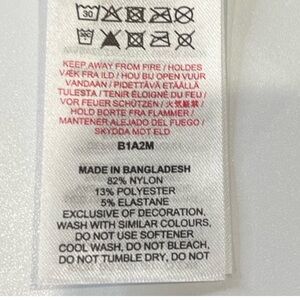 30
KEEP AWAY FROM FIRE / HOLDES
VÆK FRA ILD / HOU BIJ OPEN VUUR
VANDAAN / PIDETTÄVÄ ETÄÄLLÄ
TULESTA / TENIR ÉLOIGNÉ DU FEU /
VOR FEUER SCHÜTZEN / 火気厳禁 /
HOLD BORTE FRA FLAMMER /
MANTENER ALEJADO DEL FUEGO /
SKYDDA MOT ELD
B1A2M
MADE IN BANGLADESH
82% NYLON
13% POLYESTER
5% ELASTANE
EXCLUSIVE OF DECORATION,
WASH WITH SIMILAR COLOURS,
DO NOT USE SOFTENER
COOL WASH, DO NOT BLEACH,
DO NOT TUMBLE DRY, DO NOT